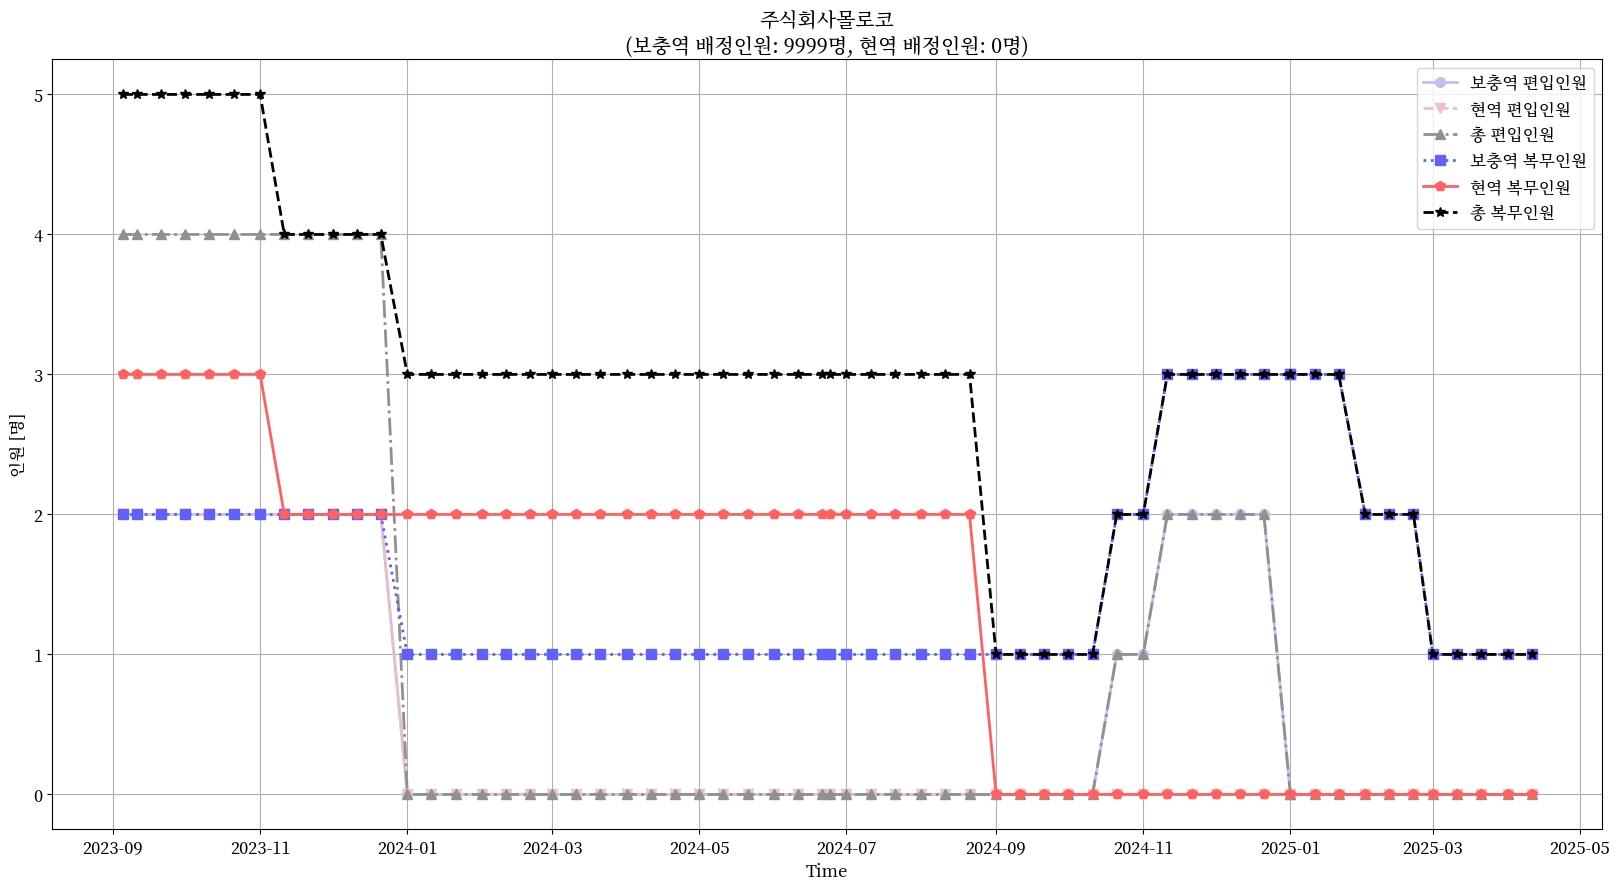 주식회사몰로코
(보충역 배정인원: 9999명, 현역 배정인원: 0명)
보충역 편입인원
현역 편입인원
총 편입인원
보충역 복무인원
현역 복무인원
총 복무인원
인원 [명]
5
4
3
2
1
0
2023-09 2023-11 2024-01 2024-03 2024-05 2024-07 2024-09 2024-11 2025-01 2025-03 2025-05
Time